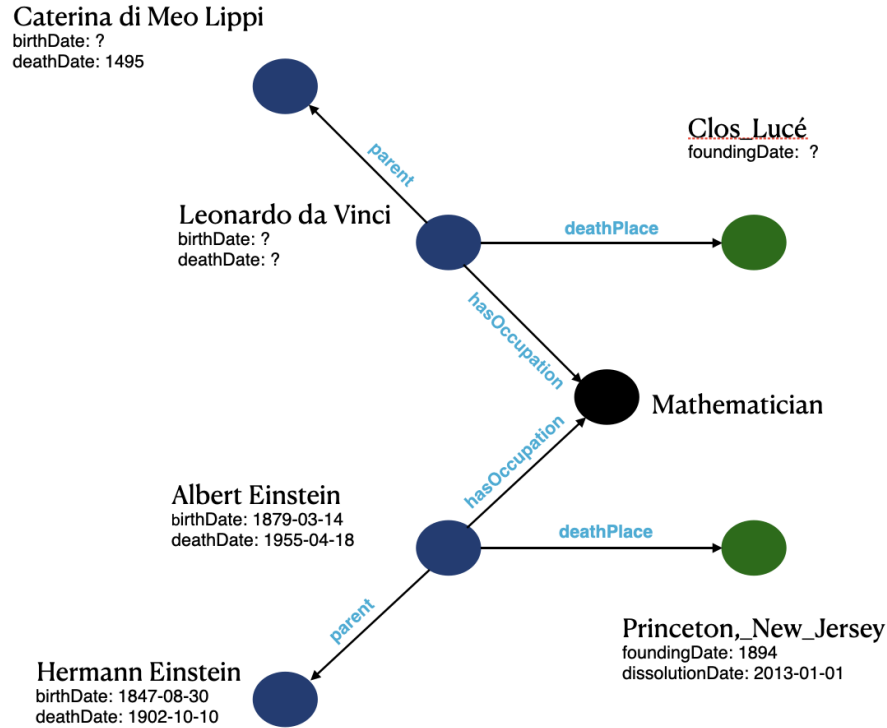 Caterina di Meo Lippi
birthDate: ?
deathDate: 1495
Clos_Lucé
foundingDate: ?
parent
Leonardo da Vinci
birthDate: ?
deathDate: ?
deathPlace
hasOccupation
Mathematician
hasOccupation
Albert Einstein
birthDate: 1879-03-14
deathDate: 1955-04-18
deathPlace
parent
Princeton,_New_Jersey
foundingDate: 1894
dissolutionDate: 2013-01-01
Hermann Einstein
birthDate: 1847-08-30
deathDate: 1902-10-10